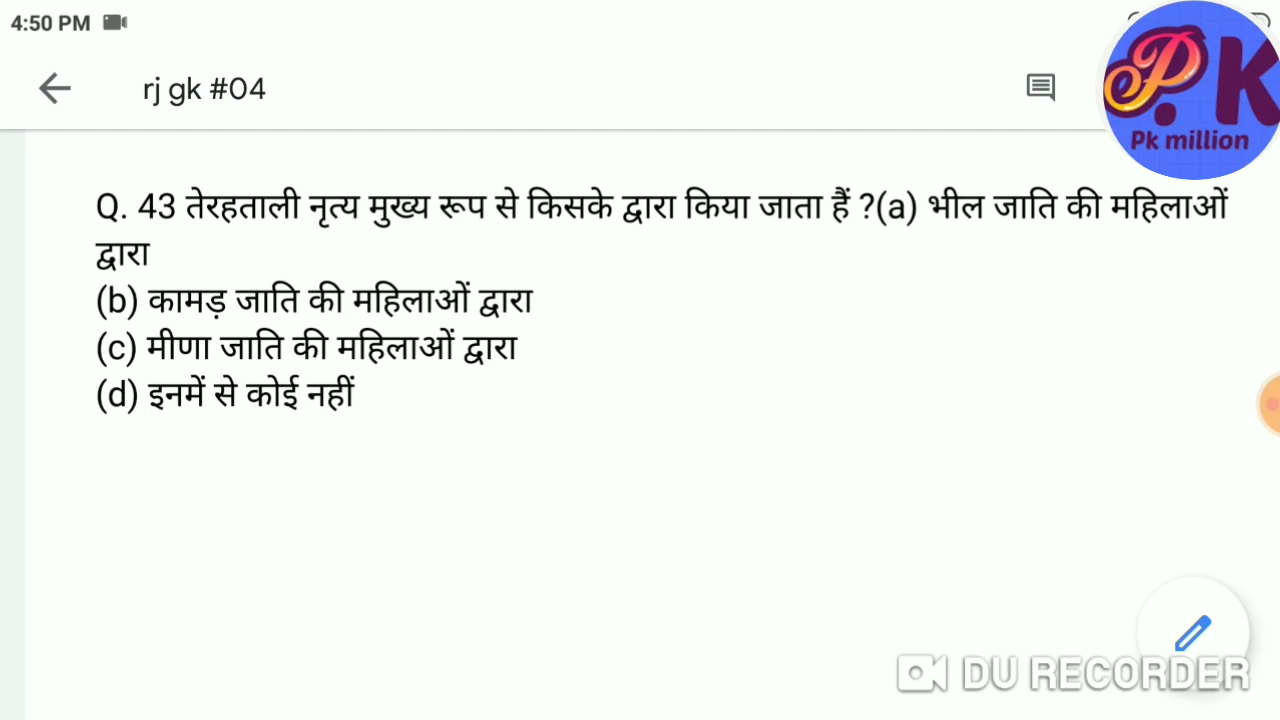 4:50 PM
rj gk #04
P.K
Pk million
Q. 43 तेरहताली नृत्य मुख्य रूप से किसके द्वारा किया जाता हैं ?(a) भील जाति की महिलाओं
द्वारा
(b) कामड़ जाति की महिलाओं द्वारा
(c) मीणा जाति की महिलाओं द्वारा
(d) इनमें से कोई नहीं
DU RECORDER